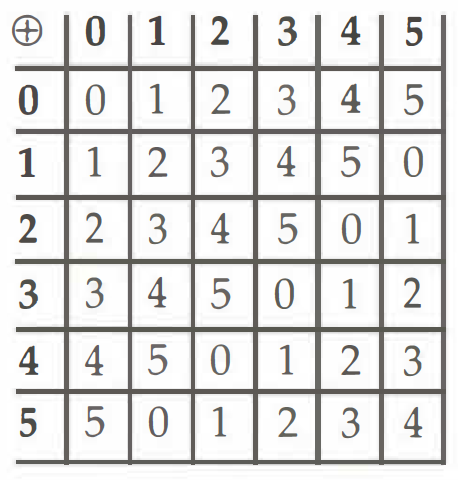 ⊕ 0 1 2 3 4 5
0 0 1 2 3 4 5
1 1 2 3 4 5 0
2 2 3 4 5 0 1
3 3 4 5 0 1 2
4 4 5 0 1 2 3
5 5 0 1 2 3 4